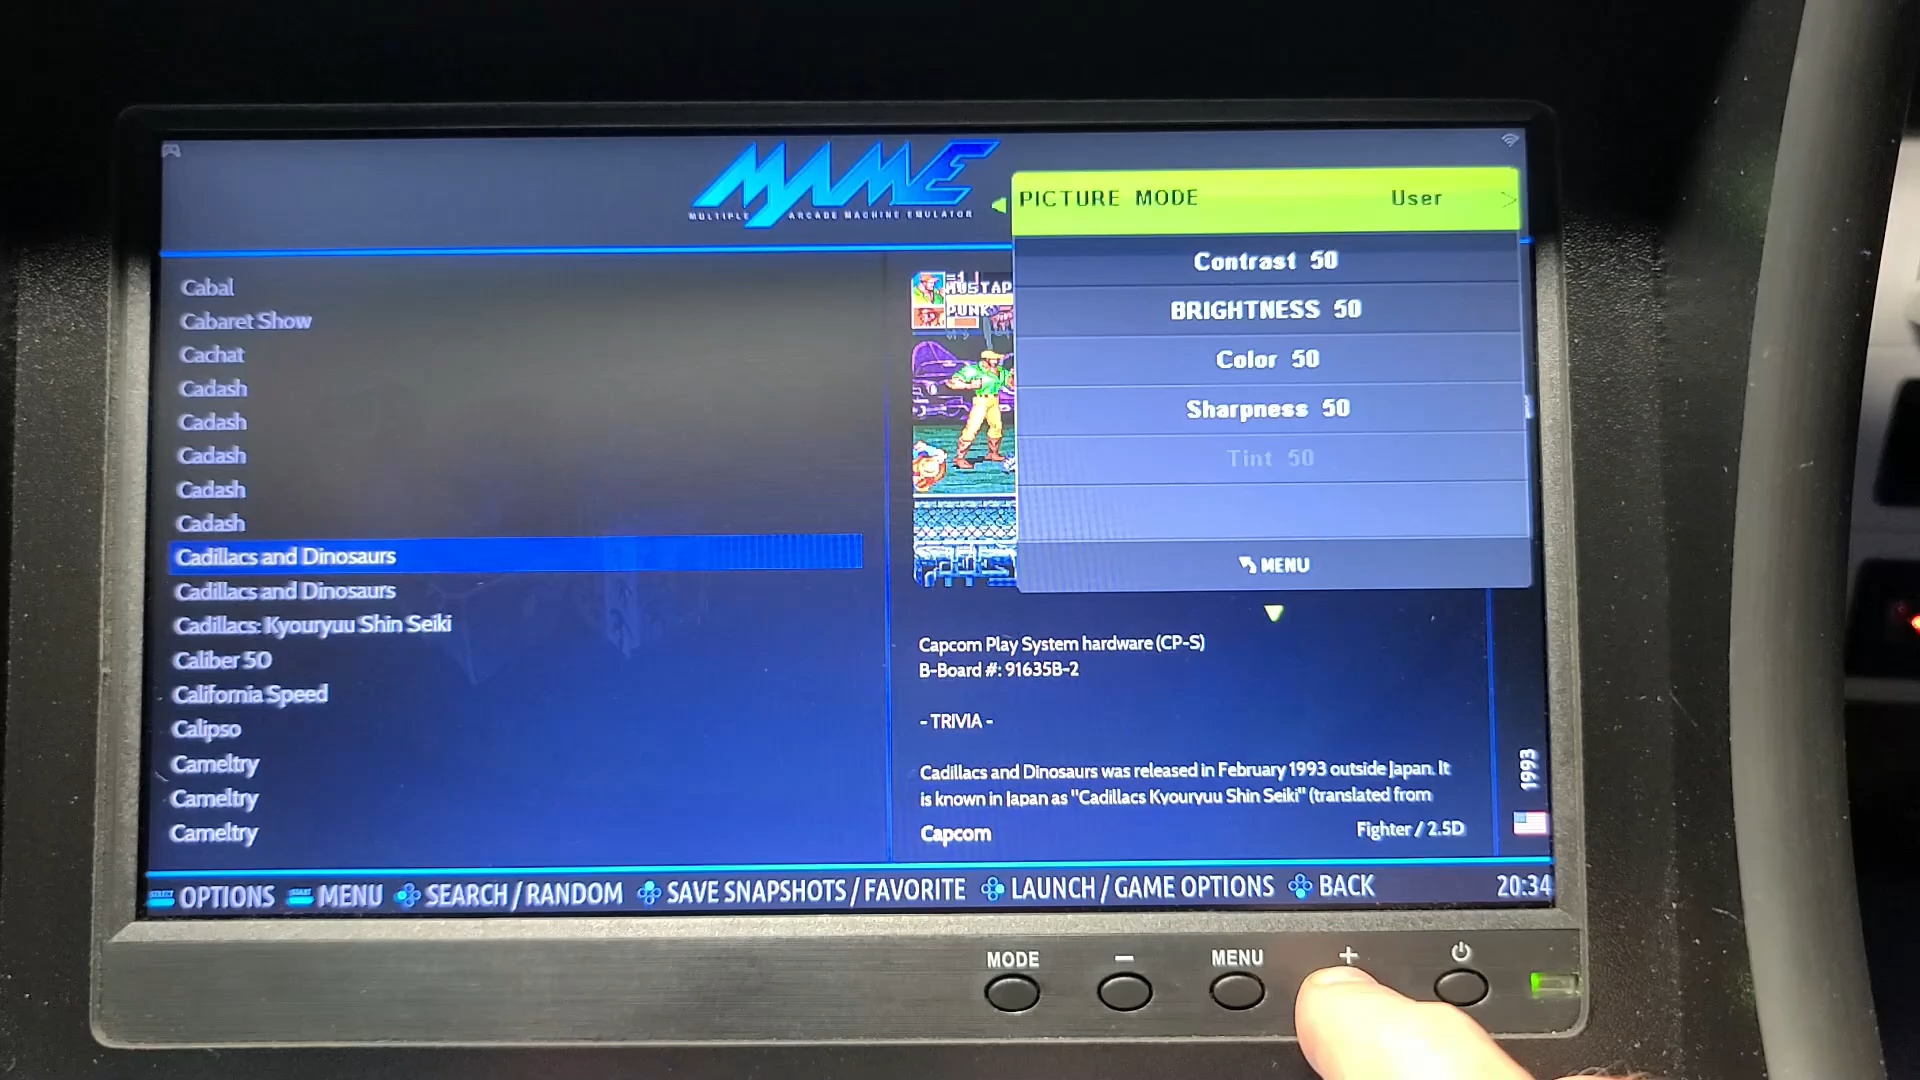 MAME
MULTIPLE ARCADE MACHINE EMULATOR
PICTURE MODE User >
Contrast 50
BRIGHTNESS 50
Color 50
Sharpness 50
Tint 50
MENU
Cabal
Cabaret Show
Cachat
Cadash
Cadash
Cadash
Cadash
Cadash
Cadillacs and Dinosaurs
Cadillacs and Dinosaurs
Cadillacs: Kyouryuu Shin Seiki
Caliber 50
California Speed
Calipso
Cameltry
Cameltry
Cameltry
=1
MUSTAP
PUNK
Capcom Play System hardware (CP-S)
B-Board #: 91635B-2
- TRIVIA -
Cadillacs and Dinosaurs was released in February 1993 outside Japan. It
is known in Japan as "Cadillacs Kyouryuu Shin Seiki" (translated from
Capcom Fighter / 2.5D
1993
OPTIONS MENU SEARCH / RANDOM SAVE SNAPSHOTS / FAVORITE LAUNCH / GAME OPTIONS BACK 20:34
MODE − MENU +